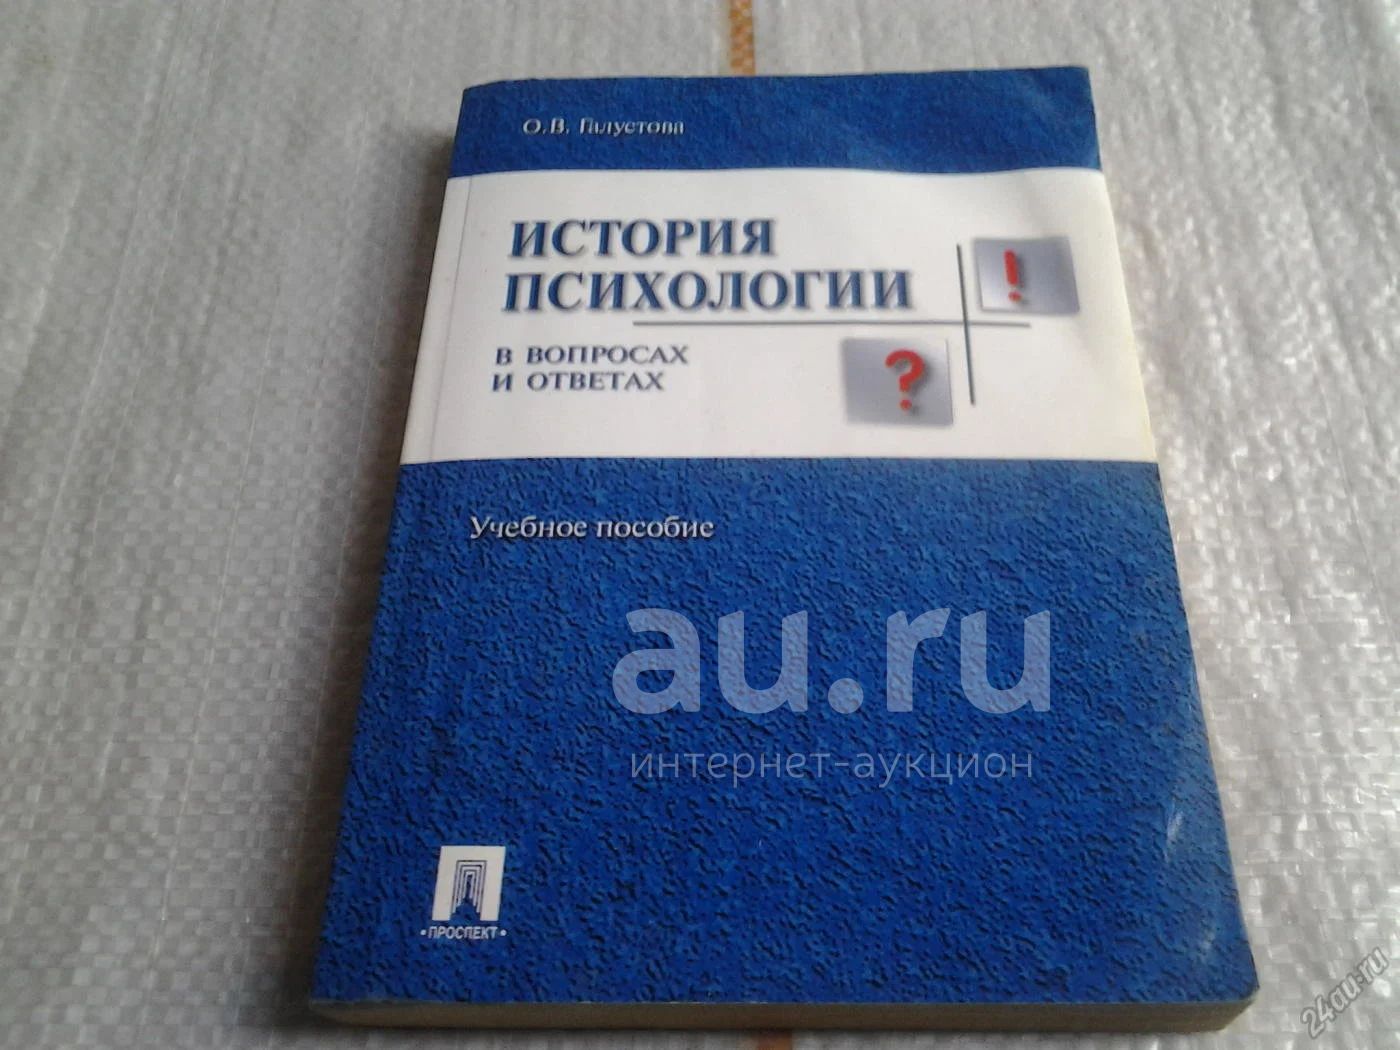 О.В. Галустова
ИСТОРИЯ
ПСИХОЛОГИИ
!
?
В ВОПРОСАХ
И ОТВЕТАХ
Учебное пособие
au.ru
интернет-аукцион
• ПРОСПЕКТ •
24au.ru